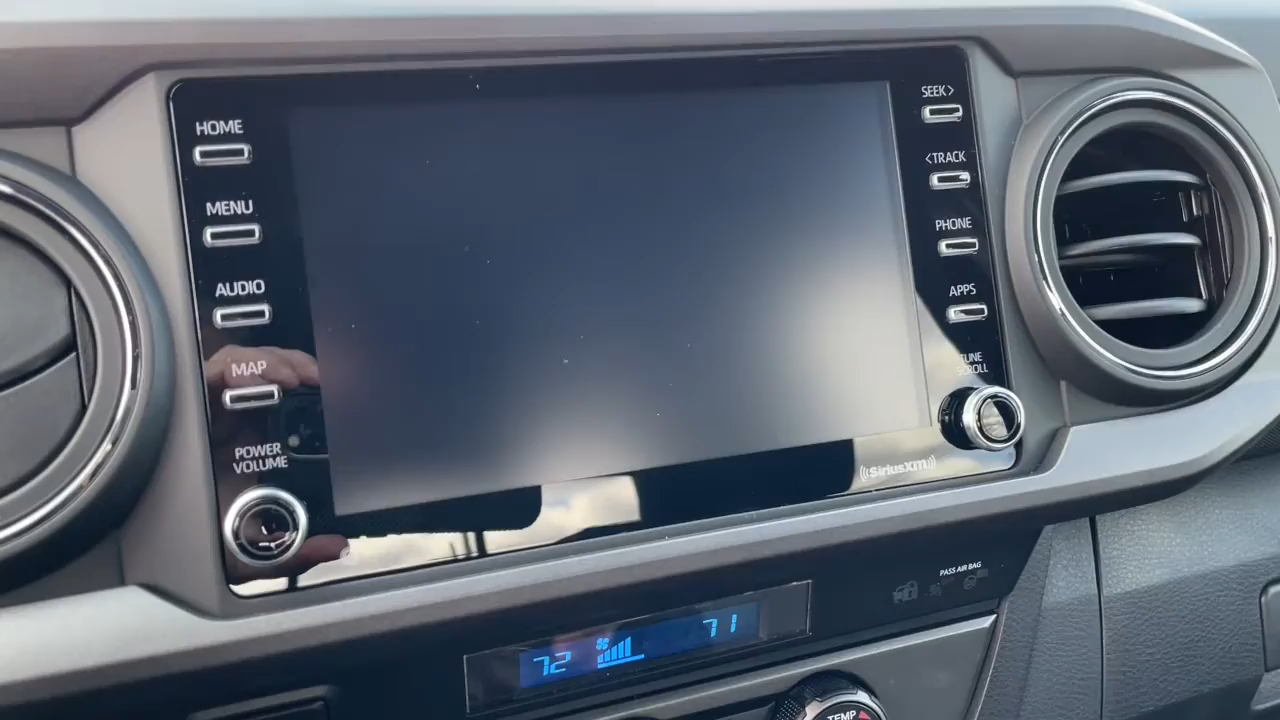 HOME
MENU
AUDIO
MAP
POWER
VOLUME
SEEK>
<TRACK
PHONE
APPS
TUNE
SCROLL
((SiriusXM))
PASS AIR BAG
72
71
TEMP